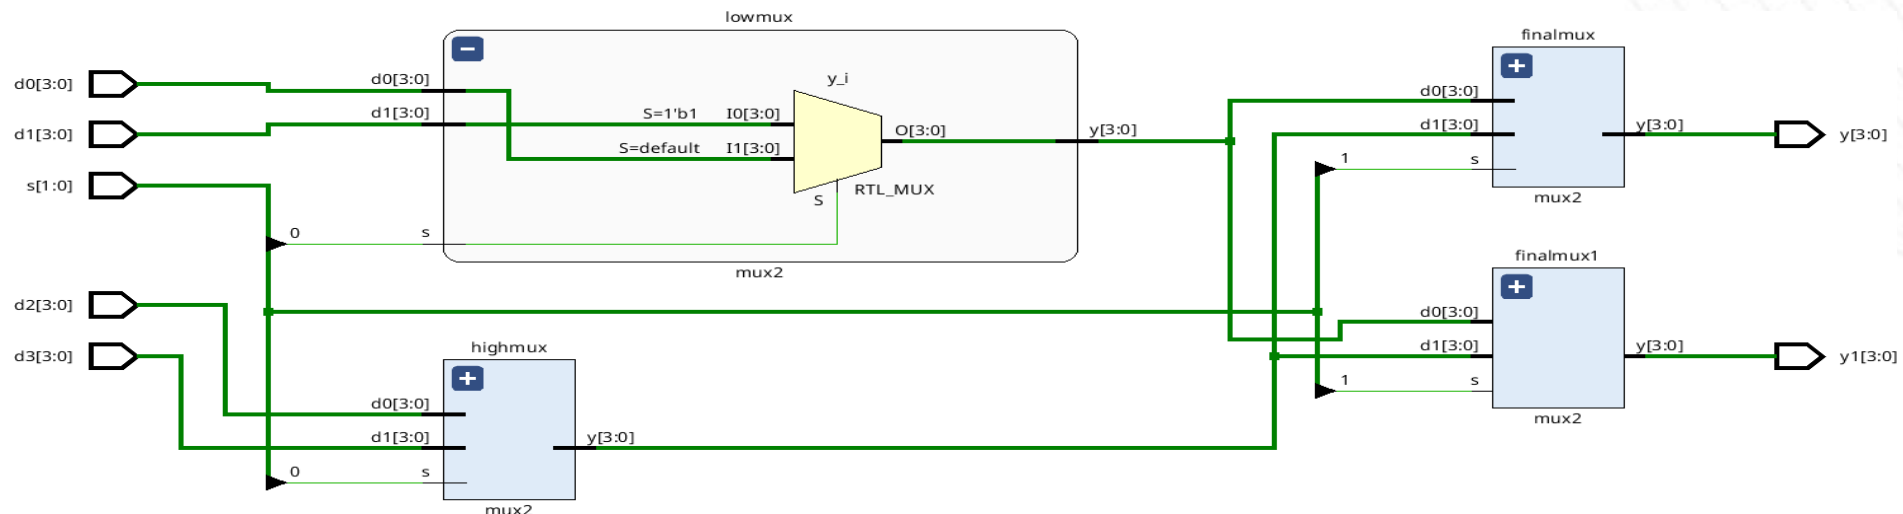 lowmux
finalmux
d0[3:0]
d1[3:0]
s[1:0]
d0[3:0]
d1[3:0]
y_i
S=1'b1
I0[3:0]
S=default
I1[3:0]
O[3:0]
S
RTL_MUX
y[3:0]
0
s
mux2
d0[3:0]
d1[3:0]
1
s
y[3:0]
y[3:0]
mux2
finalmux1
d2[3:0]
d3[3:0]
highmux
d0[3:0]
d1[3:0]
y[3:0]
0
s
mux2
d0[3:0]
d1[3:0]
1
s
y[3:0]
y1[3:0]
mux2